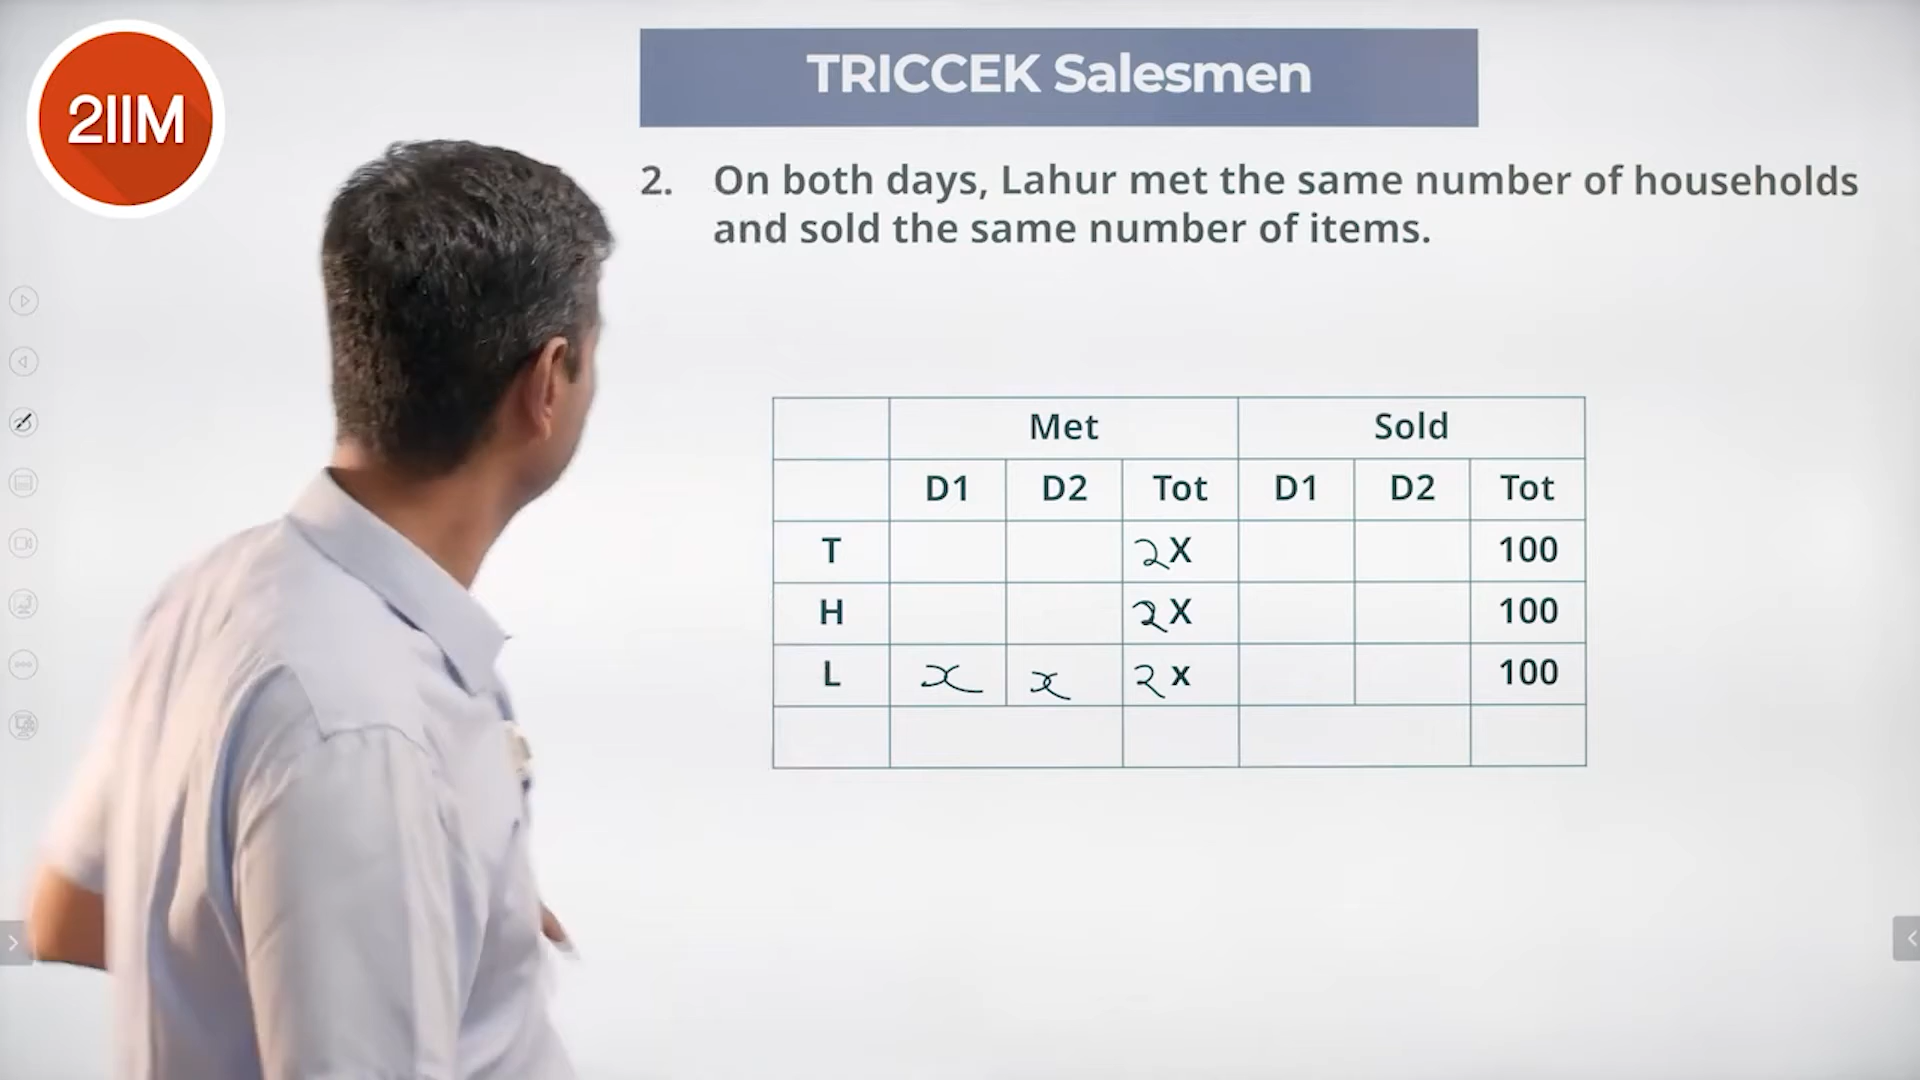 2IIM
TRICCEK Salesmen
2. On both days, Lahur met the same number of households
and sold the same number of items.
Met Sold
D1 D2 Tot D1 D2 Tot
T 2X 100
H 2X 100
L x x 2x 100